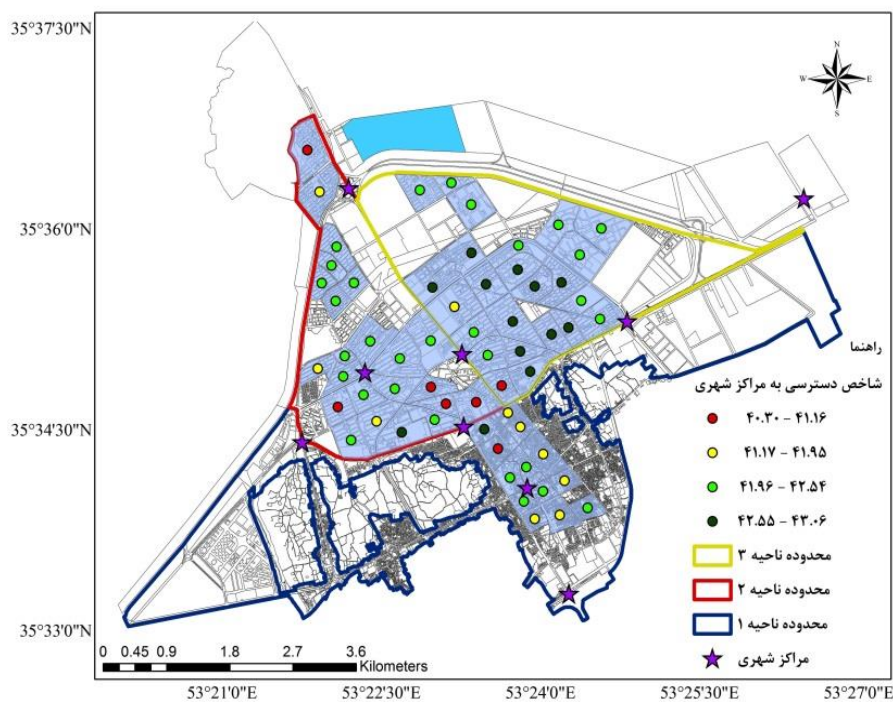 35°37'30"N
35°36'0"N
35°34'30"N
35°33'0"N
N
W E
S
راهنما
شاخص دسترسی به مراکز شهری
۴۰.۳۰ – ۴۱.۱۶
۴۱.۱۷ – ۴۱.۹۵
۴۱.۹۶ – ۴۲.۵۴
۴۲.۵۵ – ۴۳.۰۶
محدوده ناحیه ۳
محدوده ناحیه ۲
محدوده ناحیه ۱
مراکز شهری
0 0.45 0.9 1.8 2.7 3.6
Kilometers
53°21'0"E 53°22'30"E 53°24'0"E 53°25'30"E 53°27'0"E